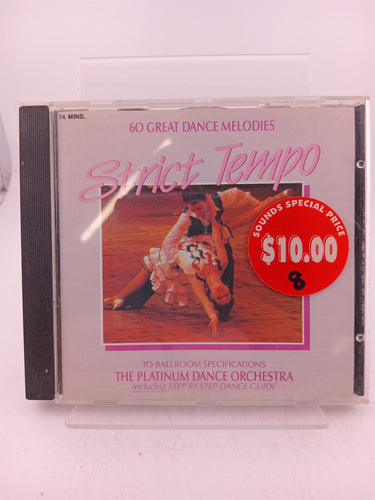 74 MINS.
60 GREAT DANCE MELODIES
Strict Tempo
SOUNDS SPECIAL PRICE
$10.00
8
TO BALLROOM SPECIFICATIONS
THE PLATINUM DANCE ORCHESTRA
Including STEP BY STEP DANCE GUIDE